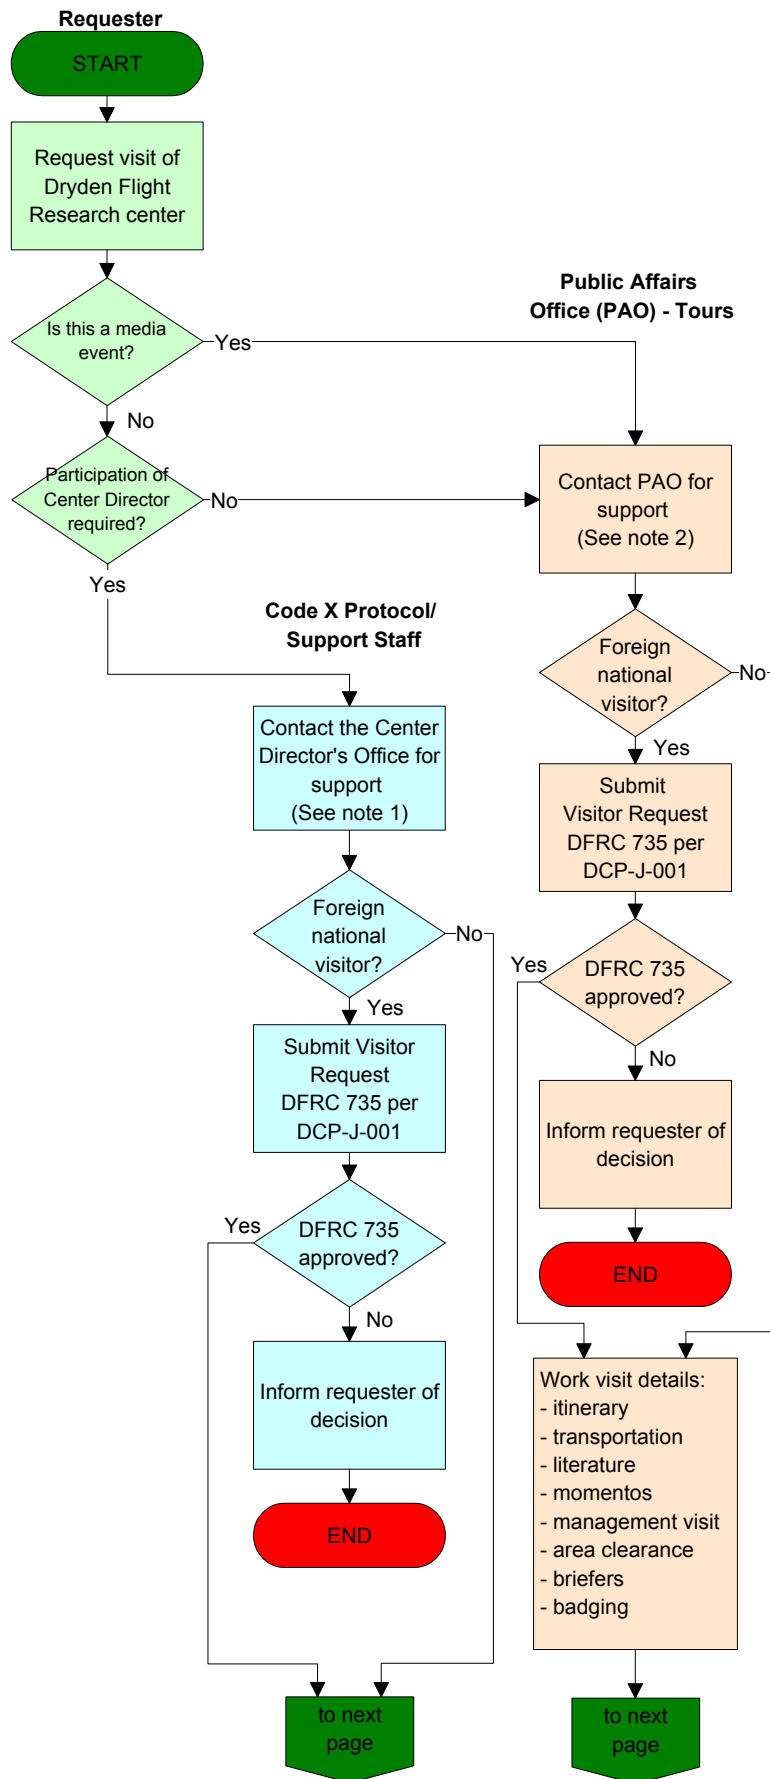 Requester
START
Request visit of
Dryden Flight
Research center
Is this a media
event?
Yes
No
Participation of
Center Director
required?
No
Yes
Public Affairs
Office (PAO) - Tours
Contact PAO for
support
(See note 2)
Foreign
national
visitor?
No
Yes
Submit
Visitor Request
DFRC 735 per
DCP-J-001
DFRC 735
approved?
Yes
No
Inform requester of
decision
END
Work visit details:
- itinerary
- transportation
- literature
- momentos
- management visit
- area clearance
- briefers
- badging
to next
page
Code X Protocol/
Support Staff
Contact the Center
Director's Office for
support
(See note 1)
Foreign
national
visitor?
No
Yes
Submit Visitor
Request
DFRC 735 per
DCP-J-001
DFRC 735
approved?
Yes
No
Inform requester of
decision
END
to next
page